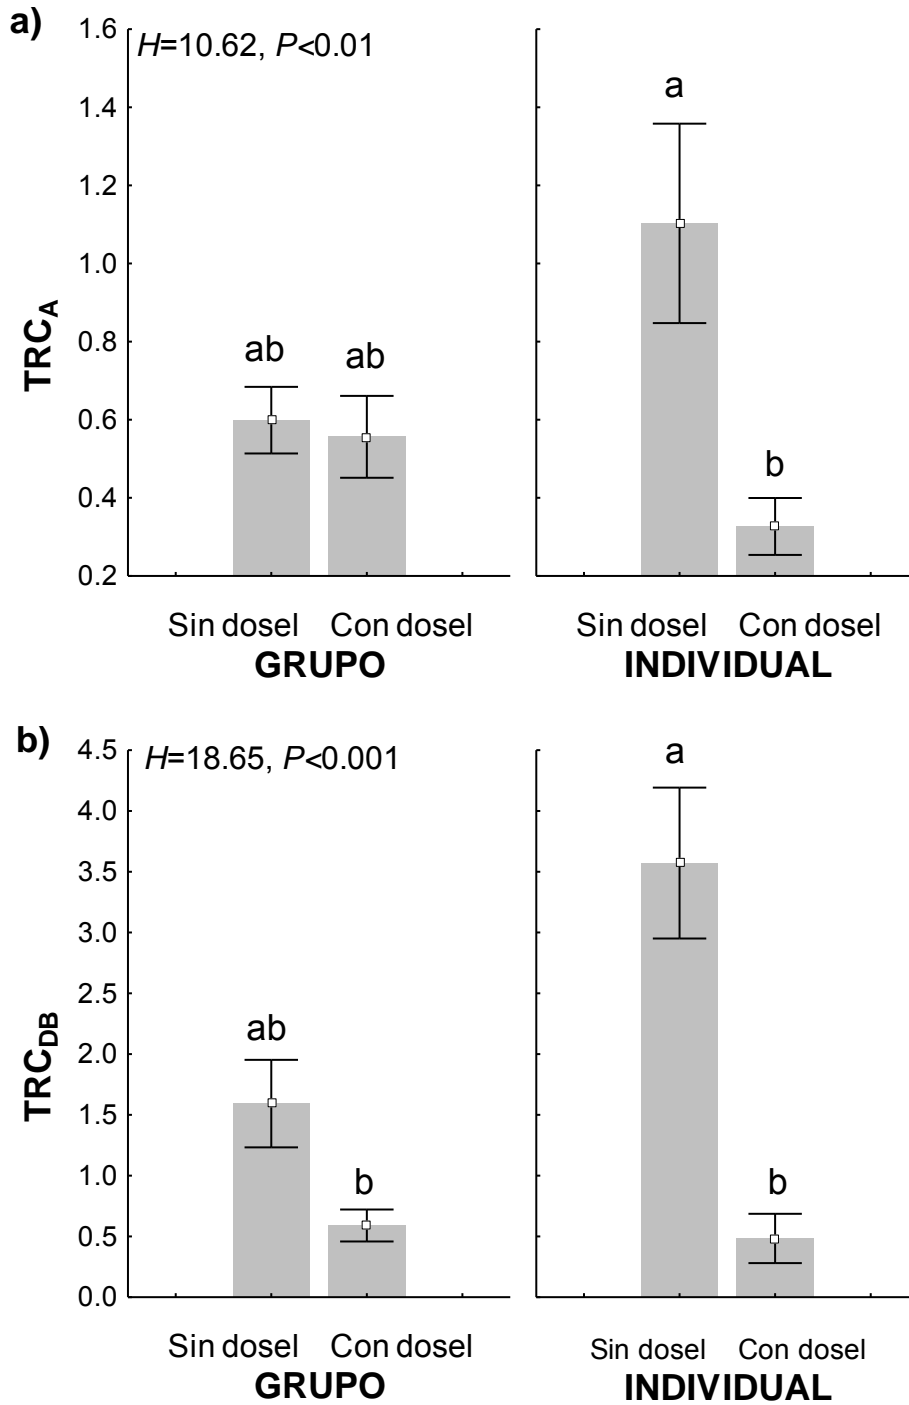 a)
H=10.62, P<0.01
TRCA
1.6
1.4
1.2
1.0
0.8
0.6
0.4
0.2
ab
ab
a
b
Sin dosel Con dosel
GRUPO
Sin dosel Con dosel
INDIVIDUAL
b)
H=18.65, P<0.001
TRCDB
4.5
4.0
3.5
3.0
2.5
2.0
1.5
1.0
0.5
0.0
ab
b
a
b
Sin dosel Con dosel
GRUPO
Sin dosel Con dosel
INDIVIDUAL